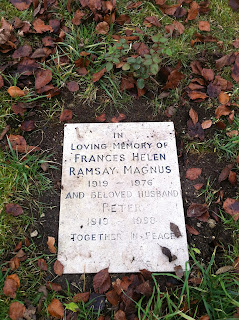 IN
LOVING MEMORY OF
FRANCES HELEN
RAMSAY MAGNUS
1919 - 1976
AND BELOVED HUSBAND
PETER
TOGETHER IN PEACE